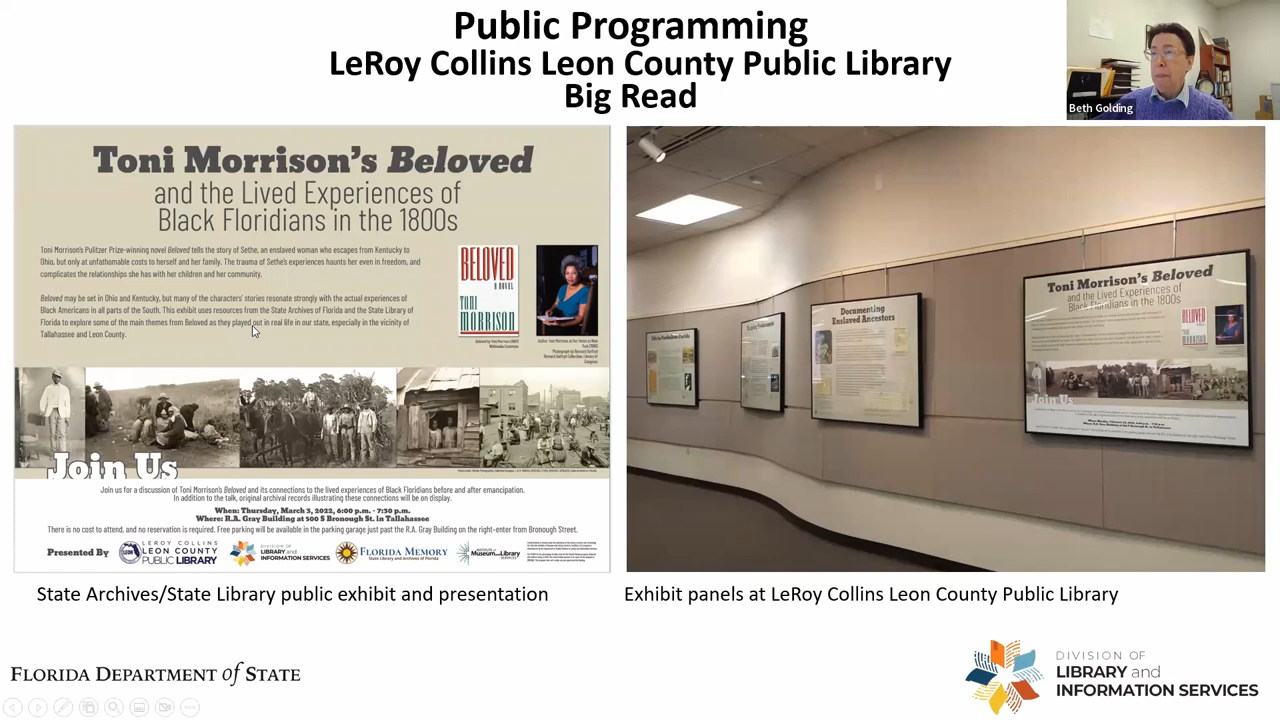 Public Programming
LeRoy Collins Leon County Public Library
Big Read
Beth Golding
Toni Morrison's Beloved
and the Lived Experiences of
Black Floridians in the 1800s
Toni Morrison's Pulitzer Prize-winning novel Beloved tells the story of Sethe, an enslaved woman who escapes from Kentucky to
Ohio, but only at unfathomable costs to herself and her family. The trauma of Sethe's experiences haunts her even in freedom, and
complicates the relationships she has with her children and her community.
Beloved may be set in Ohio and Kentucky, but many of the characters' stories resonate strongly with the actual experiences of
Black Americans in all parts of the South. This exhibit uses resources from the State Archives of Florida and the State Library of
Florida to explore some of the main themes from Beloved as they played out in real life in our state, especially in the vicinity of
Tallahassee and Leon County.
BELOVED
A NOVEL
TONI
MORRISON
Join Us
Join us for a discussion of Toni Morrison's Beloved and its connections to the lived experiences of Black Floridians before and after emancipation.
In addition to the talk, original archival records illustrating these connections will be on display.
When: Thursday, March 3, 2022, 6:00 p.m. - 7:30 p.m.
Where: R.A. Gray Building at 500 S Bronough St. in Tallahassee
There is no cost to attend, and no reservation is required. Free parking will be available in the parking garage just past the R.A. Gray Building on the right-enter from Bronough Street.
Presented By
LEROY COLLINS
LEON COUNTY
PUBLIC LIBRARY
DIVISION OF
LIBRARY and
INFORMATION SERVICES
FLORIDA MEMORY
State Library and Archives of Florida
INSTITUTE of
Museum and Library
SERVICES
Documenting
Enslaved Ancestors
Toni Morrison's Beloved
and the Lived Experiences of
Black Floridians in the 1800s
BELOVED
TONI
MORRISON
Join Us
State Archives/State Library public exhibit and presentation
Exhibit panels at LeRoy Collins Leon County Public Library
FLORIDA DEPARTMENT of STATE
DIVISION OF
LIBRARY and
INFORMATION SERVICES